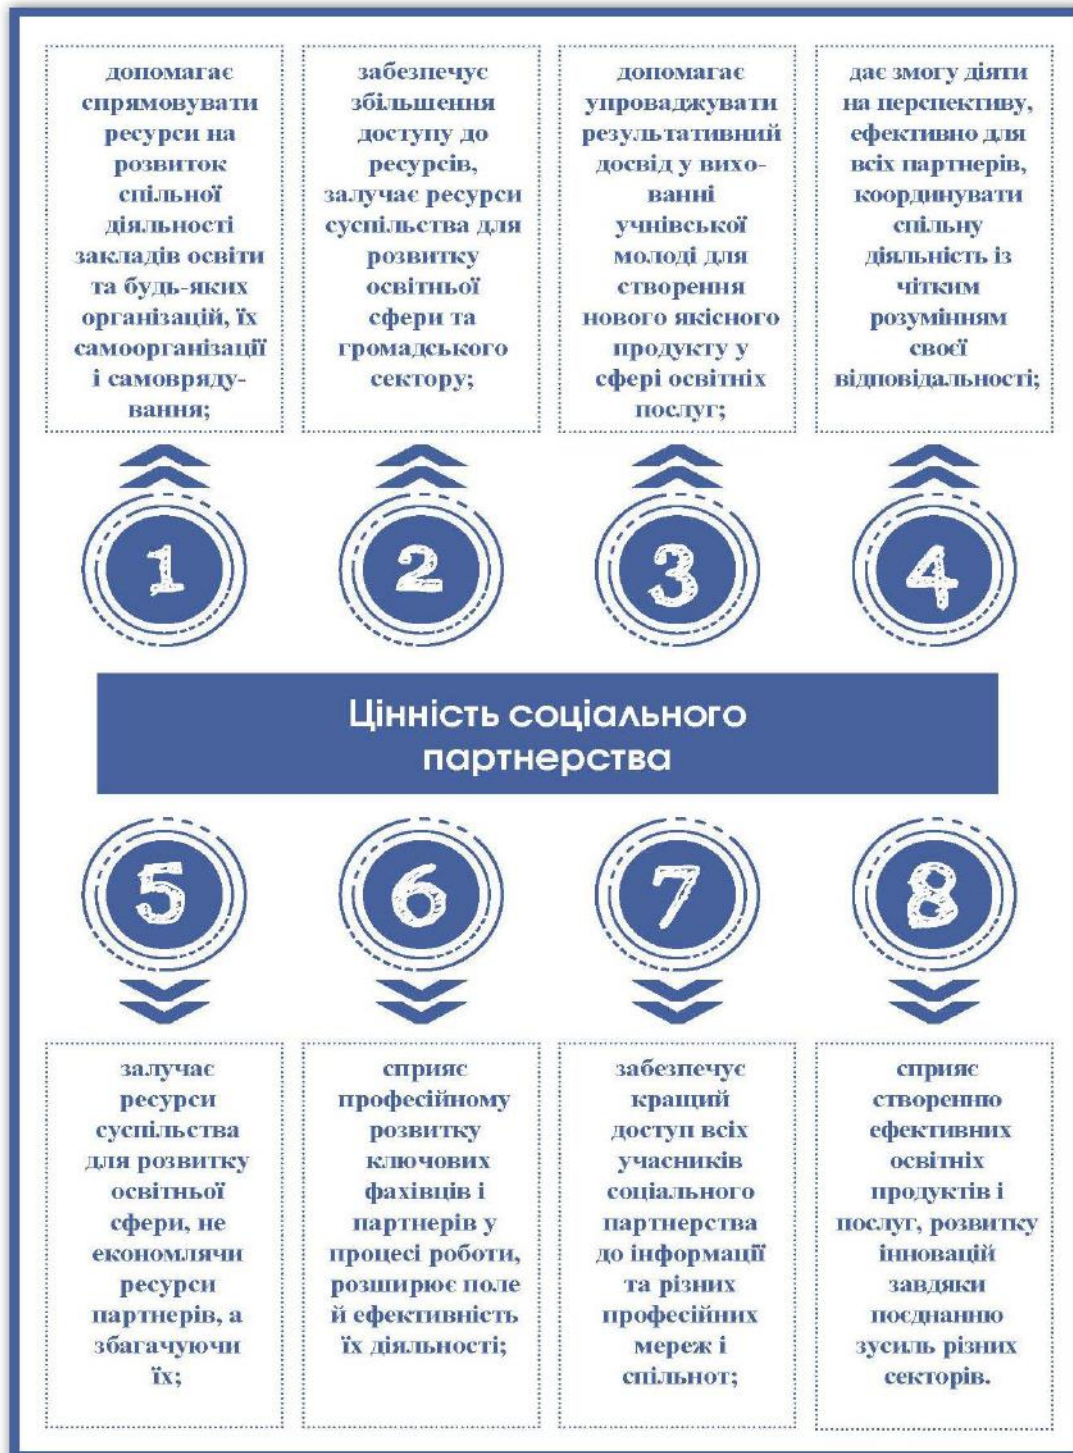 допомагає
спрямовувати
ресурси на
розвиток
спільної
діяльності
закладів освіти
та будь-яких
організацій, їх
самоорганізації
і самовряду-
вання;
забезпечує
збільшення
доступу до
ресурсів,
залучає ресурси
суспільства для
розвитку
освітньої
сфери та
громадського
сектору;
допомагає
упроваджувати
результативний
досвід у вихо-
ванні
учнівської
молоді для
створення
нового якісного
продукту у
сфері освітніх
послуг;
дає змогу діяти
на перспективу,
ефективно для
всіх партнерів,
координувати
спільну
діяльність із
чітким
розумінням
своєї
відповідальності;
1
2
3
4
Цінність соціального
партнерства
5
6
7
8
залучає
ресурси
суспільства
для розвитку
освітньої
сфери, не
економлячи
ресурси
партнерів, а
збагачуючи
їх;
сприяє
професійному
розвитку
ключових
фахівців і
партнерів у
процесі роботи,
розширює поле
й ефективність
їх діяльності;
забезпечує
кращий
доступ всіх
учасників
соціального
партнерства
до інформації
та різних
професійних
мереж і
спільнот;
сприяє
створенню
ефективних
освітніх
продуктів і
послуг, розвитку
інновацій
завдяки
поєднанню
зусиль різних
секторів.